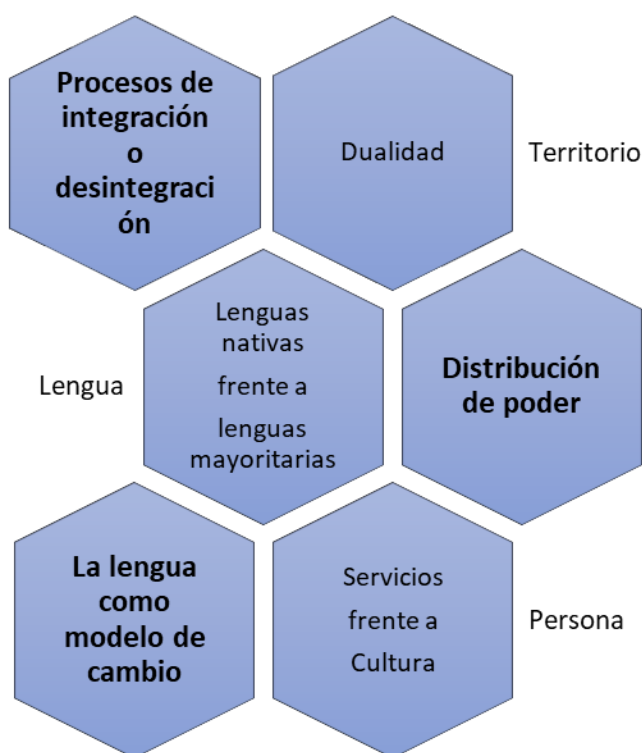 Procesos de
integración
o
desintegraci
ón
Dualidad
Territorio
Lengua
Lenguas
nativas
frente a
lenguas
mayoritarias
Distribución
de poder
La lengua
como
modelo de
cambio
Servicios
frente a
Cultura
Persona